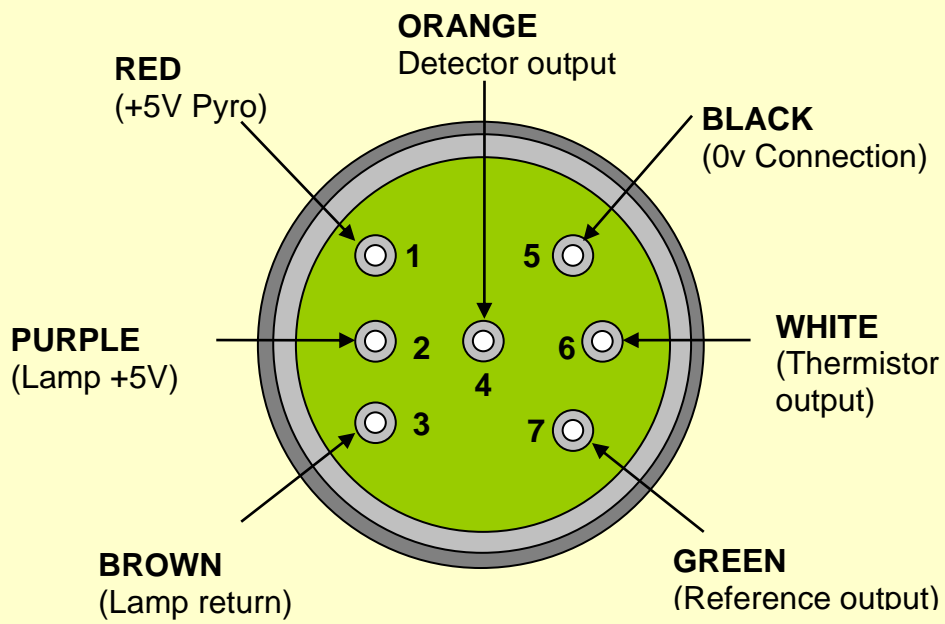 ORANGE
Detector output
RED
(+5V Pyro)
BLACK
(0v Connection)
1
5
PURPLE
(Lamp +5V)
2
4
6
WHITE
(Thermistor
output)
3
7
BROWN
(Lamp return)
GREEN
(Reference output)